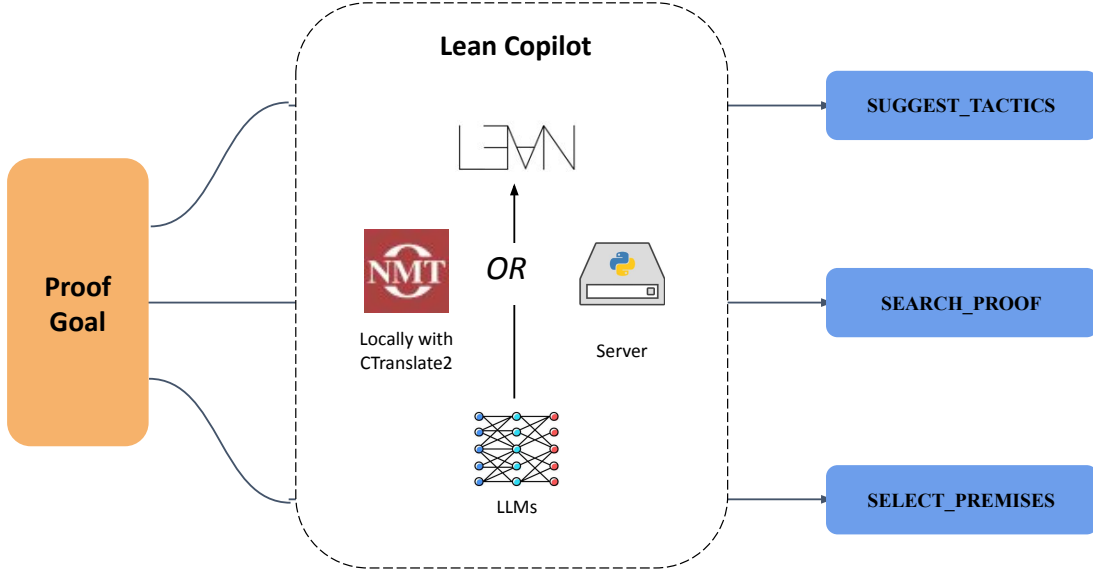 Lean Copilot
LEAN
Proof
Goal
NMT
OR
Locally with
CTranslate2
Server
LLMs
SUGGEST_TACTICS
SEARCH_PROOF
SELECT_PREMISES